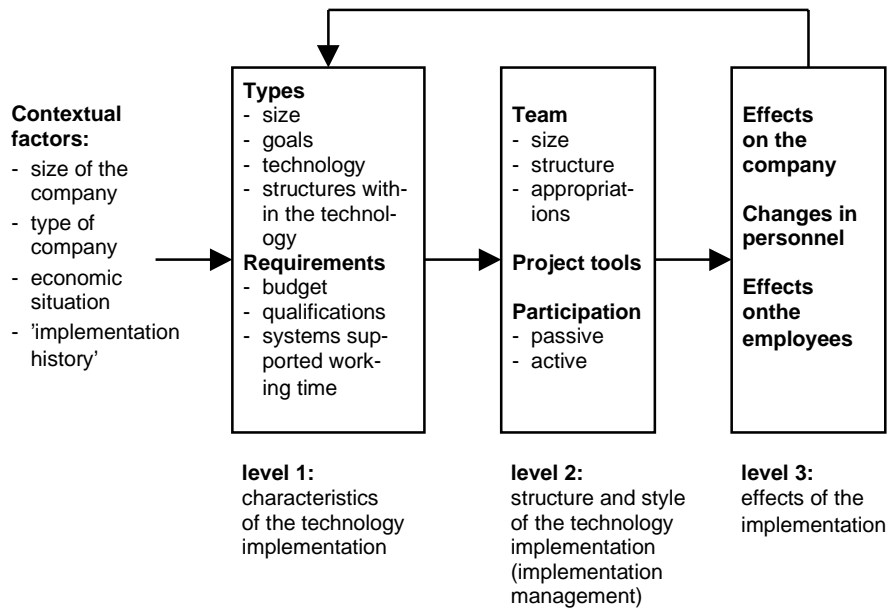 Contextual
factors:
- size of the
company
- type of
company
- economic
situation
- ’implementation
history’
Types
- size
- goals
- technology
- structures with-
in the technol-
ogy
Requirements
- budget
- qualifications
- systems sup-
ported work-
ing time
Team
- size
- structure
- appropriat-
ions
Project tools
Participation
- passive
- active
Effects
on the
company
Changes in
personnel
Effects
onthe
employees
level 1:
characteristics
of the technology
implementation
level 2:
structure and style
of the technology
implementation
(implementation
management)
level 3:
effects of the
implementation